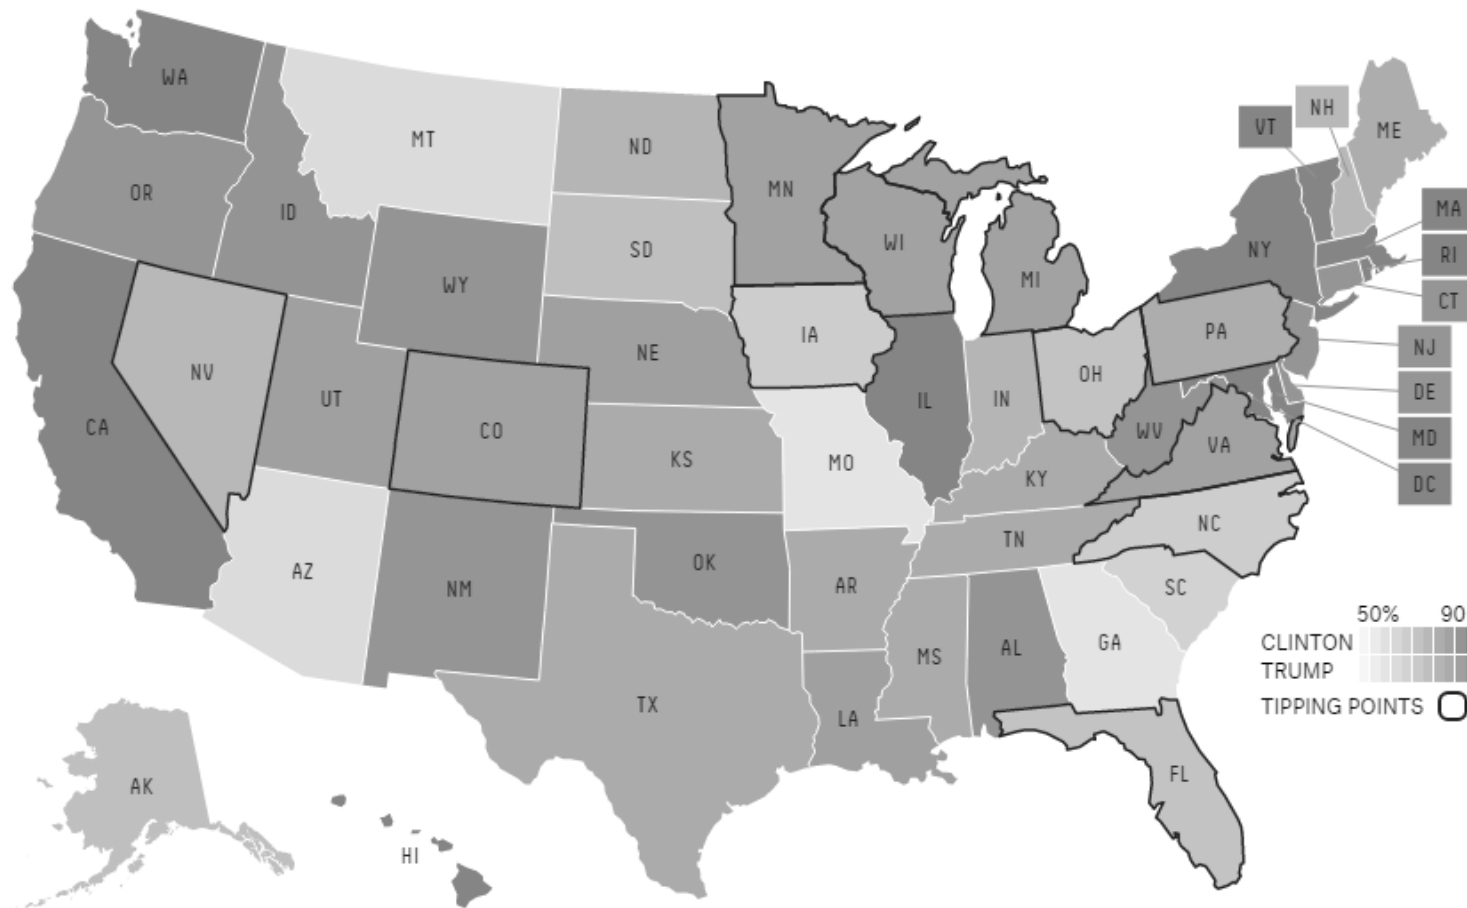 WA
MT
ND
MN
VT
NH
ME
OR
ID
SD
WI
MI
NY
MA
RI
CT
WY
IA
PA
NJ
NV
NE
OH
DE
UT
CO
IL
IN
WV
VA
MD
CA
KS
MO
KY
DC
AZ
NM
OK
AR
TN
NC
SC
TX
LA
MS
AL
GA
FL
AK
HI
50% 90
CLINTON
TRUMP
TIPPING POINTS